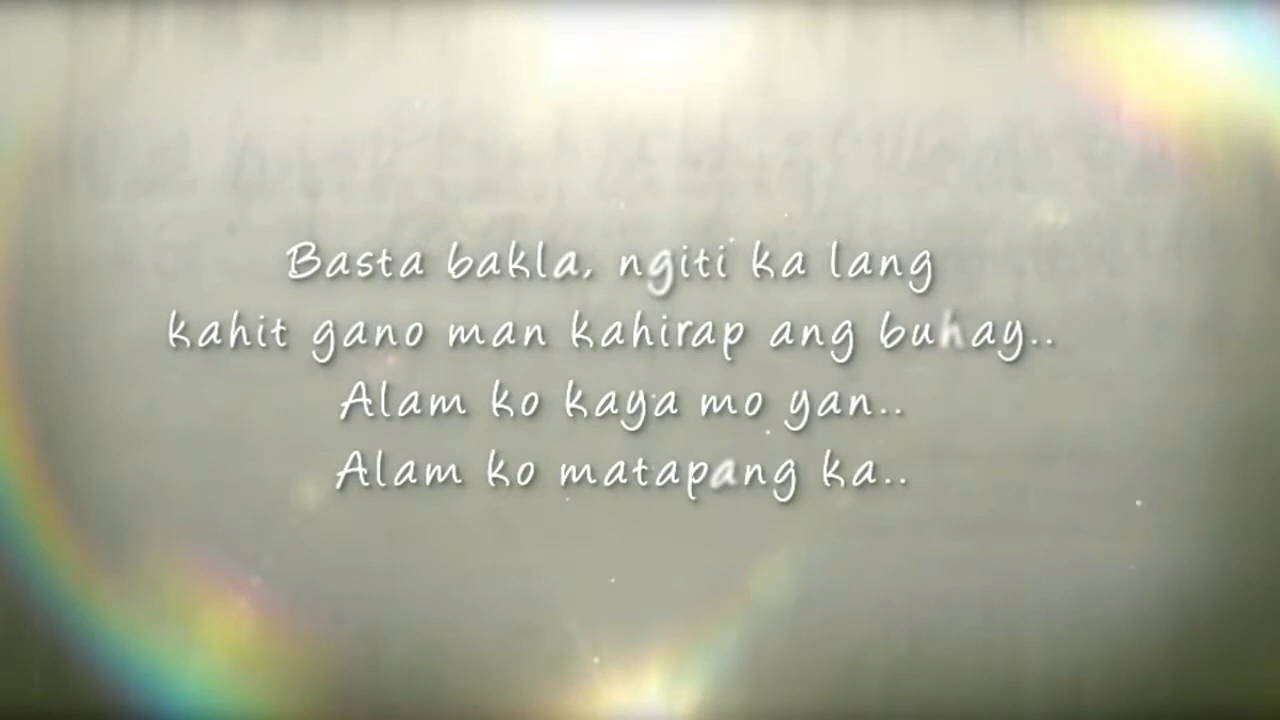 Basta bakla, ngiti ka lang
kahit gano man kahirap ang buhay..
Alam ko kaya mo yan..
Alam ko matapang ka..